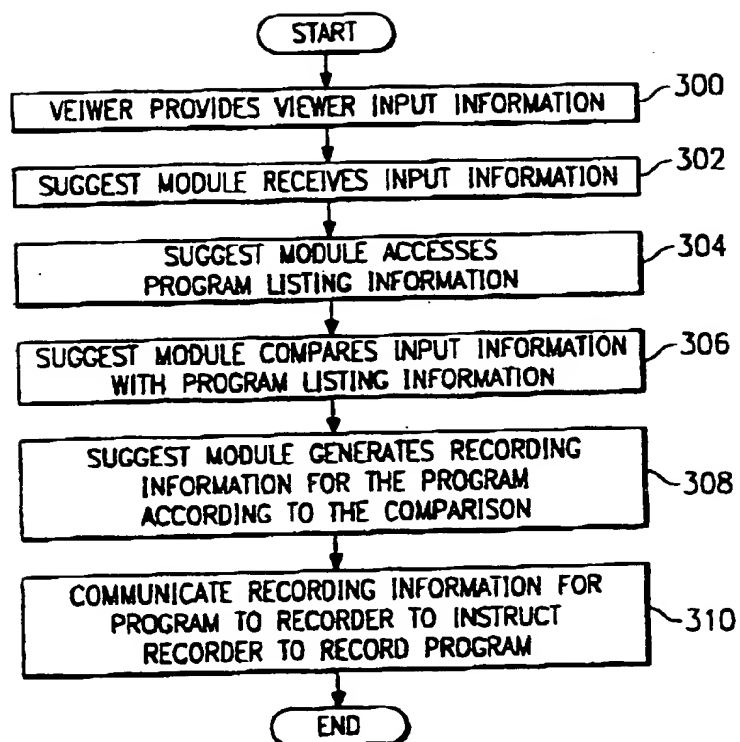 START
VEIWER PROVIDES VIEWER INPUT INFORMATION
300
SUGGEST MODULE RECEIVES INPUT INFORMATION
302
SUGGEST MODULE ACCESSES
PROGRAM LISTING INFORMATION
304
SUGGEST MODULE COMPARES INPUT INFORMATION
WITH PROGRAM LISTING INFORMATION
306
SUGGEST MODULE GENERATES RECORDING
INFORMATION FOR THE PROGRAM
ACCORDING TO THE COMPARISON
308
COMMUNICATE RECORDING INFORMATION FOR
PROGRAM TO RECORDER TO INSTRUCT
RECORDER TO RECORD PROGRAM
310
END